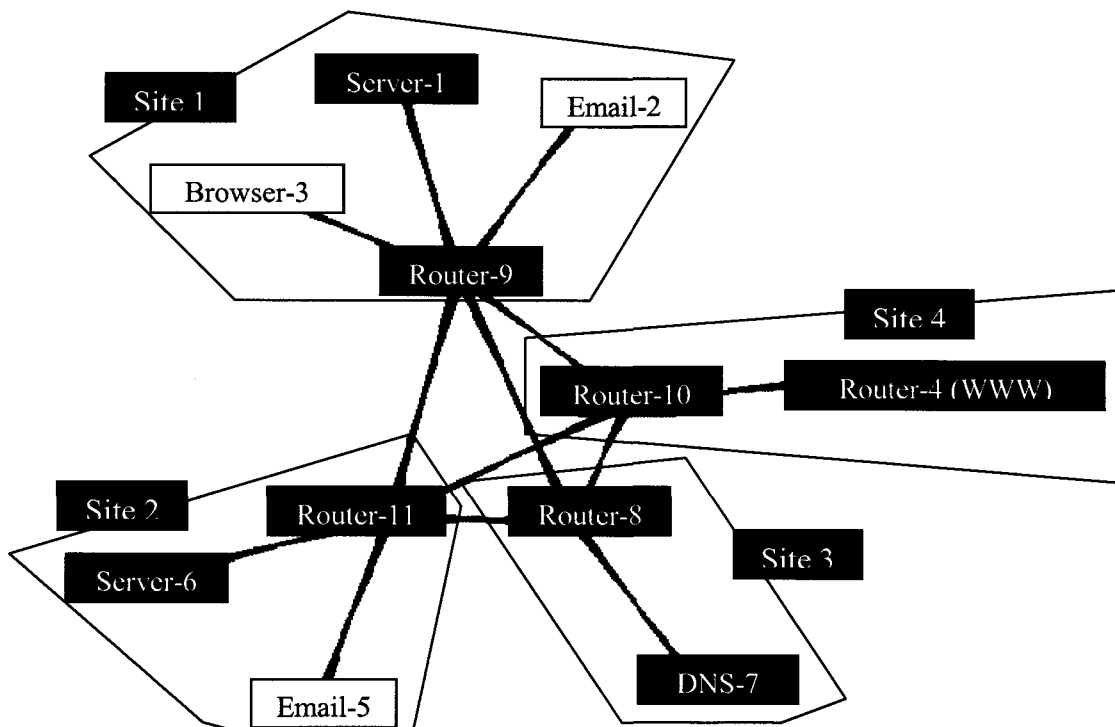 Server-1
Site 1
Email-2
Browser-3
Router-9
Site 4
Router-10
Router-4 (WWW)
Site 2
Router-11
Router-8
Site 3
Server-6
DNS-7
Email-5